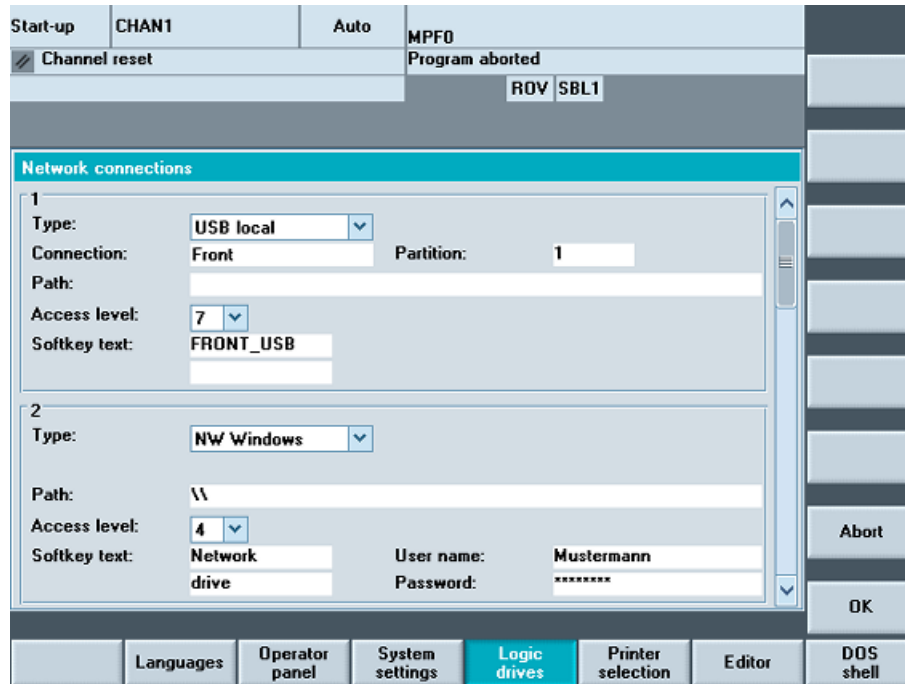 Start-up CHAN1 Auto MPF0
Channel reset Program aborted
ROV SBL1
Network connections
1
Type: USB local
Connection: Front Partition: 1
Path:
Access level: 7
Softkey text: FRONT_USB
2
Type: NW Windows
Path: \\
Access level: 4
Softkey text: Network User name: Mustermann
drive Password: ********
Abort
OK
Languages
Operator
panel
System
settings
Logic
drives
Printer
selection
Editor
DOS
shell